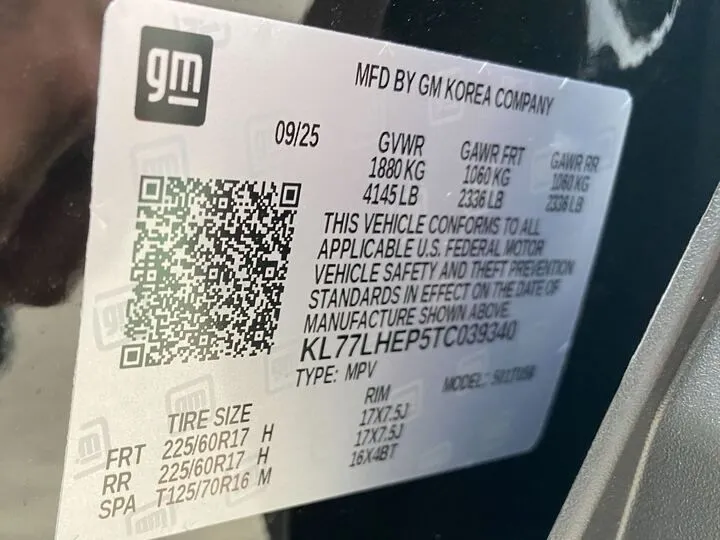 gm
MFD BY GM KOREA COMPANY
09/25 GVWR GAWR FRT GAWR RR
1880 KG 1060 KG 1060 KG
4145 LB 2336 LB 2336 LB
THIS VEHICLE CONFORMS TO ALL
APPLICABLE U.S. FEDERAL MOTOR
VEHICLE SAFETY AND THEFT PREVENTION
STANDARDS IN EFFECT ON THE DATE OF
MANUFACTURE SHOWN ABOVE.
KL77LHEP5TC039340
TYPE: MPV MODEL:
TIRE SIZE RIM
FRT 225/60R17 H 17X7.5J
RR 225/60R17 H 17X7.5J
SPA T125/70R16 M 16X4BT